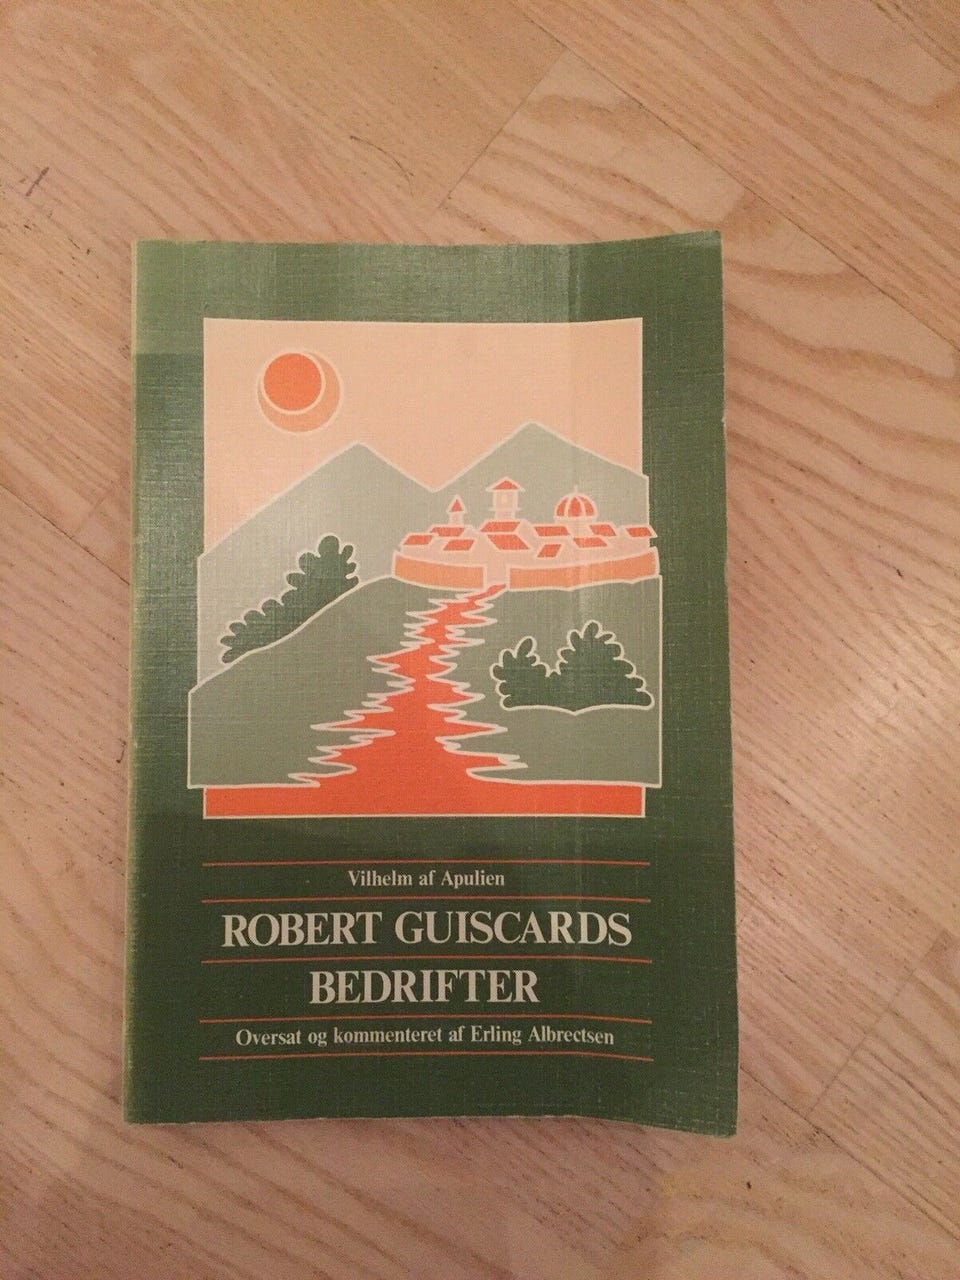 Vilhelm af Apulien
ROBERT GUISCARDS
BEDRIFTER
Oversat og kommenteret af Erling Albrectsen